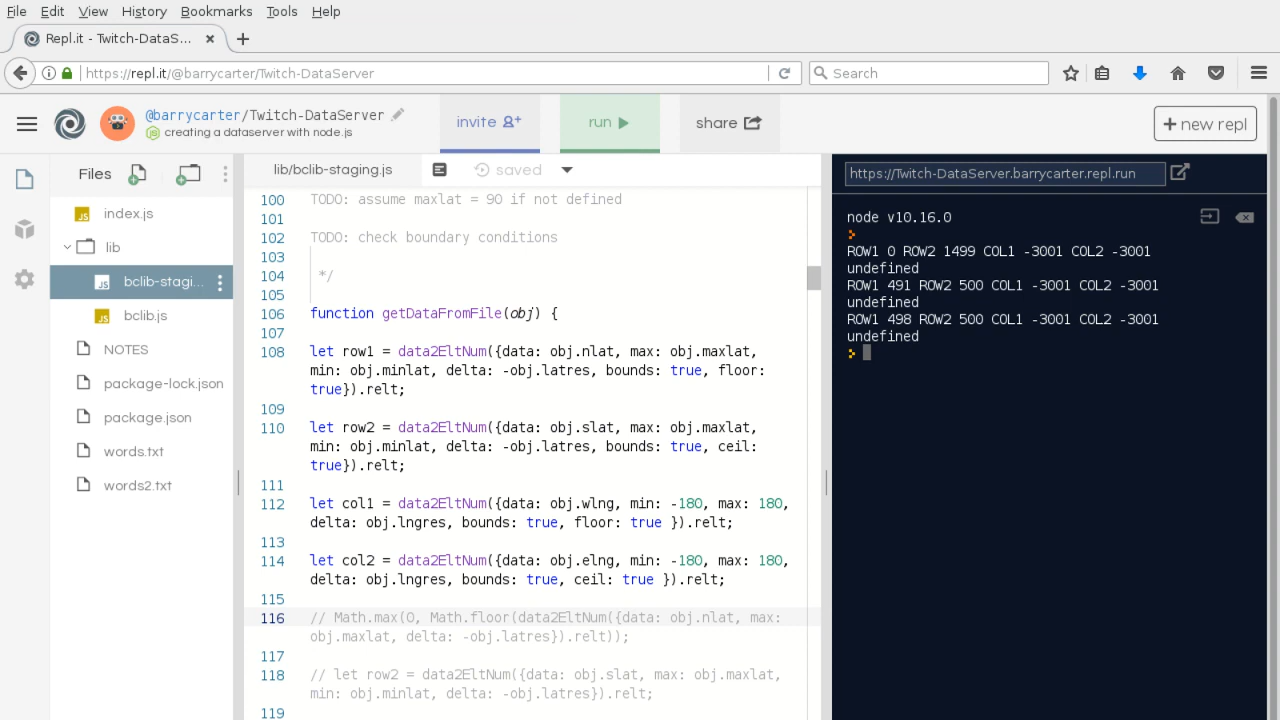 File Edit View History Bookmarks Tools Help
Repl.it - Twitch-DataS...
https://repl.it/@barrycarter/Twitch-DataServer
Search
@barrycarter/Twitch-DataServer
creating a dataserver with node.js
invite
run
share
+ new repl
Files
lib/bclib-staging.js
saved
https://Twitch-DataServer.barrycarter.repl.run
index.js
lib
bclib-stagi...
bclib.js
NOTES
package-lock.json
package.json
words.txt
words2.txt
100 TODO: assume maxlat = 90 if not defined
101
102 TODO: check boundary conditions
103
104 */
105
106 function getDataFromFile(obj) {
107
108 let row1 = data2EltNum({data: obj.nlat, max: obj.maxlat,
min: obj.minlat, delta: -obj.latres, bounds: true, floor:
true}).relt;
109
110 let row2 = data2EltNum({data: obj.slat, max: obj.maxlat,
min: obj.minlat, delta: -obj.latres, bounds: true, ceil:
true}).relt;
111
112 let col1 = data2EltNum({data: obj.wlng, min: -180, max: 180,
delta: obj.lngres, bounds: true, floor: true }).relt;
113
114 let col2 = data2EltNum({data: obj.elng, min: -180, max: 180,
delta: obj.lngres, bounds: true, ceil: true }).relt;
115
116 // Math.max(0, Math.floor(data2EltNum({data: obj.nlat, max:
obj.maxlat, delta: -obj.latres}).relt));
117
118 // let row2 = data2EltNum({data: obj.slat, max: obj.maxlat,
min: obj.minlat, delta: -obj.latres}).relt;
119
node v10.16.0
ROW1 0 ROW2 1499 COL1 -3001 COL2 -3001
undefined
ROW1 491 ROW2 500 COL1 -3001 COL2 -3001
undefined
ROW1 498 ROW2 500 COL1 -3001 COL2 -3001
undefined